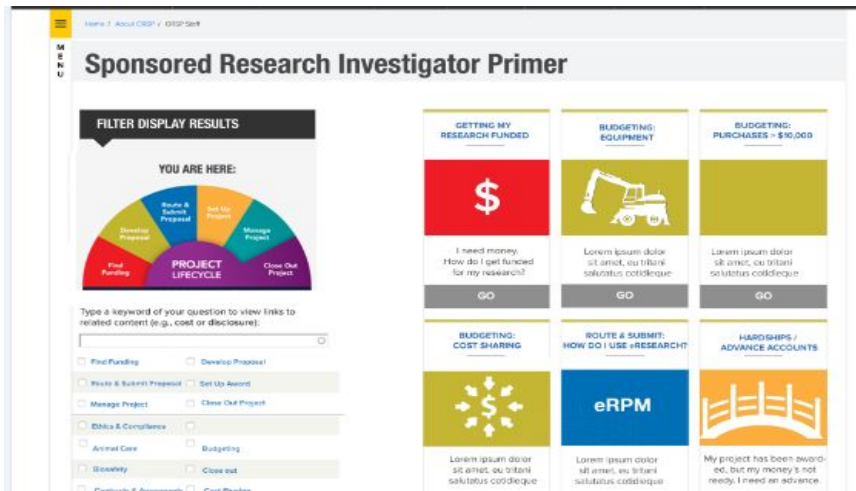 Home / About ORSP / ORSP Staff
MENU
Sponsored Research Investigator Primer
FILTER DISPLAY RESULTS
YOU ARE HERE:
Find Funding
Develop Proposal
Route & Submit Proposal
Set Up Project
Manage Project
Close Out Project
PROJECT LIFECYCLE
Type a keyword of your question to view links to
related content (e.g., cost or disclosure):
Find Funding
Develop Proposal
Route & Submit Proposal
Set Up Award
Manage Project
Close Out Project
Ethics & Compliance
Animal Care
Budgeting
Biosafety
Close out
Cost Sharing
GETTING MY
RESEARCH FUNDED
$
I need money.
How do I get funded
for my research?
GO
BUDGETING:
EQUIPMENT
Lorem ipsum dolor
sit amet, eu tritani
salutatus cotidieque
GO
BUDGETING:
PURCHASES > $10,000
Lorem ipsum dolor
sit amet, eu tritani
salutatus cotidieque
GO
BUDGETING:
COST SHARING
$
Lorem ipsum dolor
sit amet, eu tritani
salutatus cotidieque
ROUTE & SUBMIT:
HOW DO I USE eRESEARCH?
eRPM
Lorem ipsum dolor
sit amet, eu tritani
salutatus cotidieque
HARDSHIPS /
ADVANCE ACCOUNTS
My project has been award-
ed, but my money's not
ready. I need an advance.